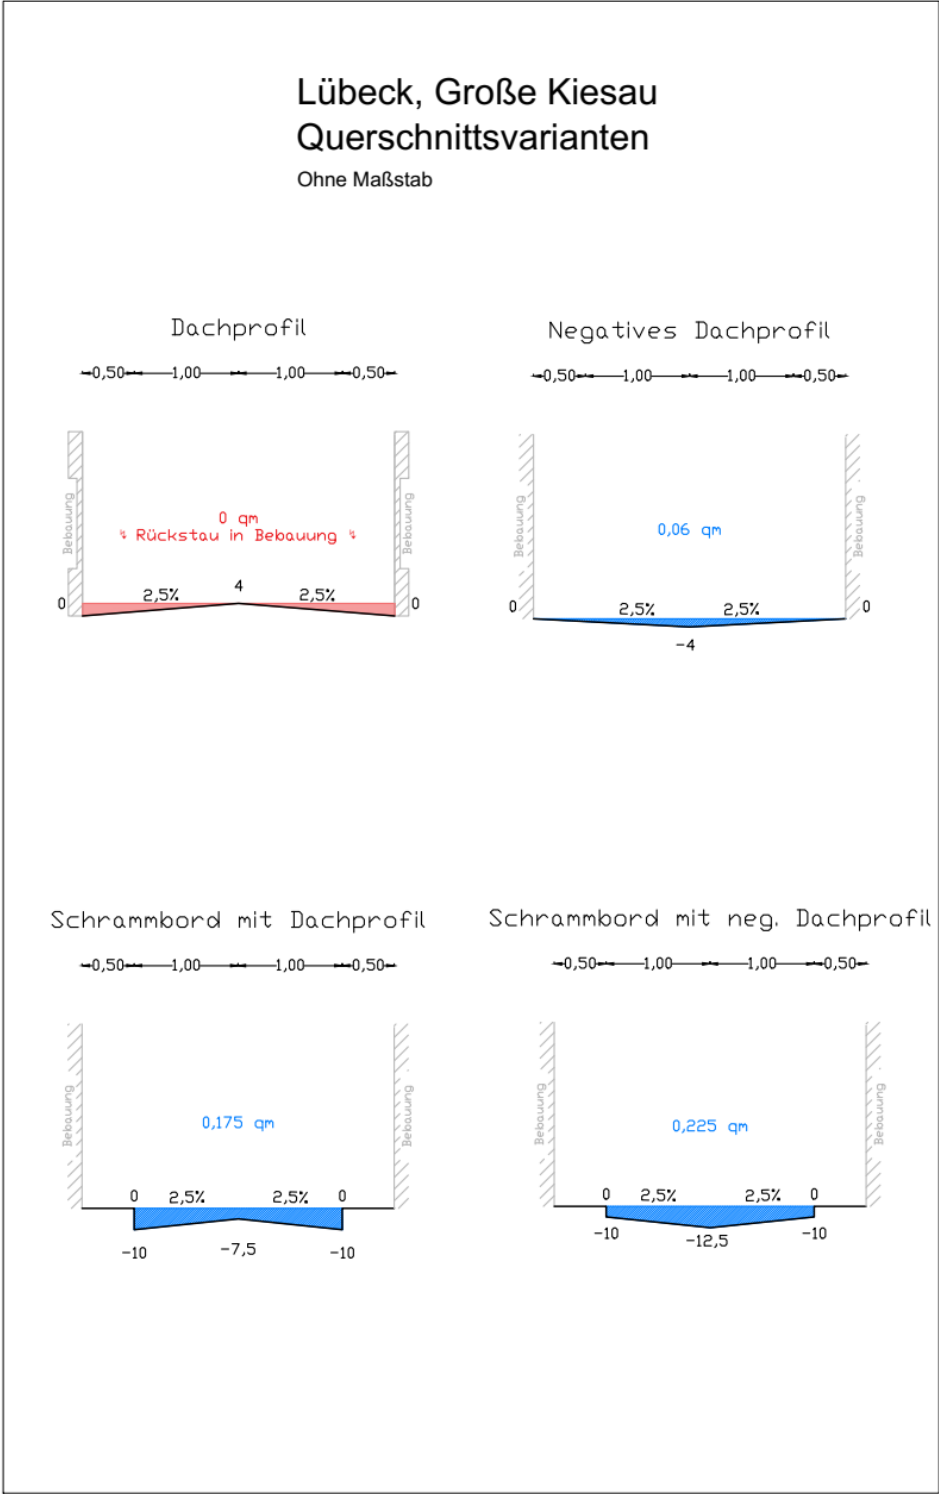 Lübeck, Große Kiesau
Querschnittsvarianten
Ohne Maßstab
Dachprofil
0,50 1,00 1,00 0,50
Bebauung
0 qm
Rückstau in Bebauung
Bebauung
0 2,5% 4 2,5% 0
Negatives Dachprofil
0,50 1,00 1,00 0,50
Bebauung
0,06 qm
Bebauung
0 2,5% 2,5% 0
-4
Schrammbord mit Dachprofil
0,50 1,00 1,00 0,50
Bebauung
0,175 qm
Bebauung
0 2,5% 2,5% 0
-10 -7,5 -10
Schrammbord mit neg. Dachprofil
0,50 1,00 1,00 0,50
Bebauung
0,225 qm
Bebauung
0 2,5% 2,5% 0
-10 -12,5 -10